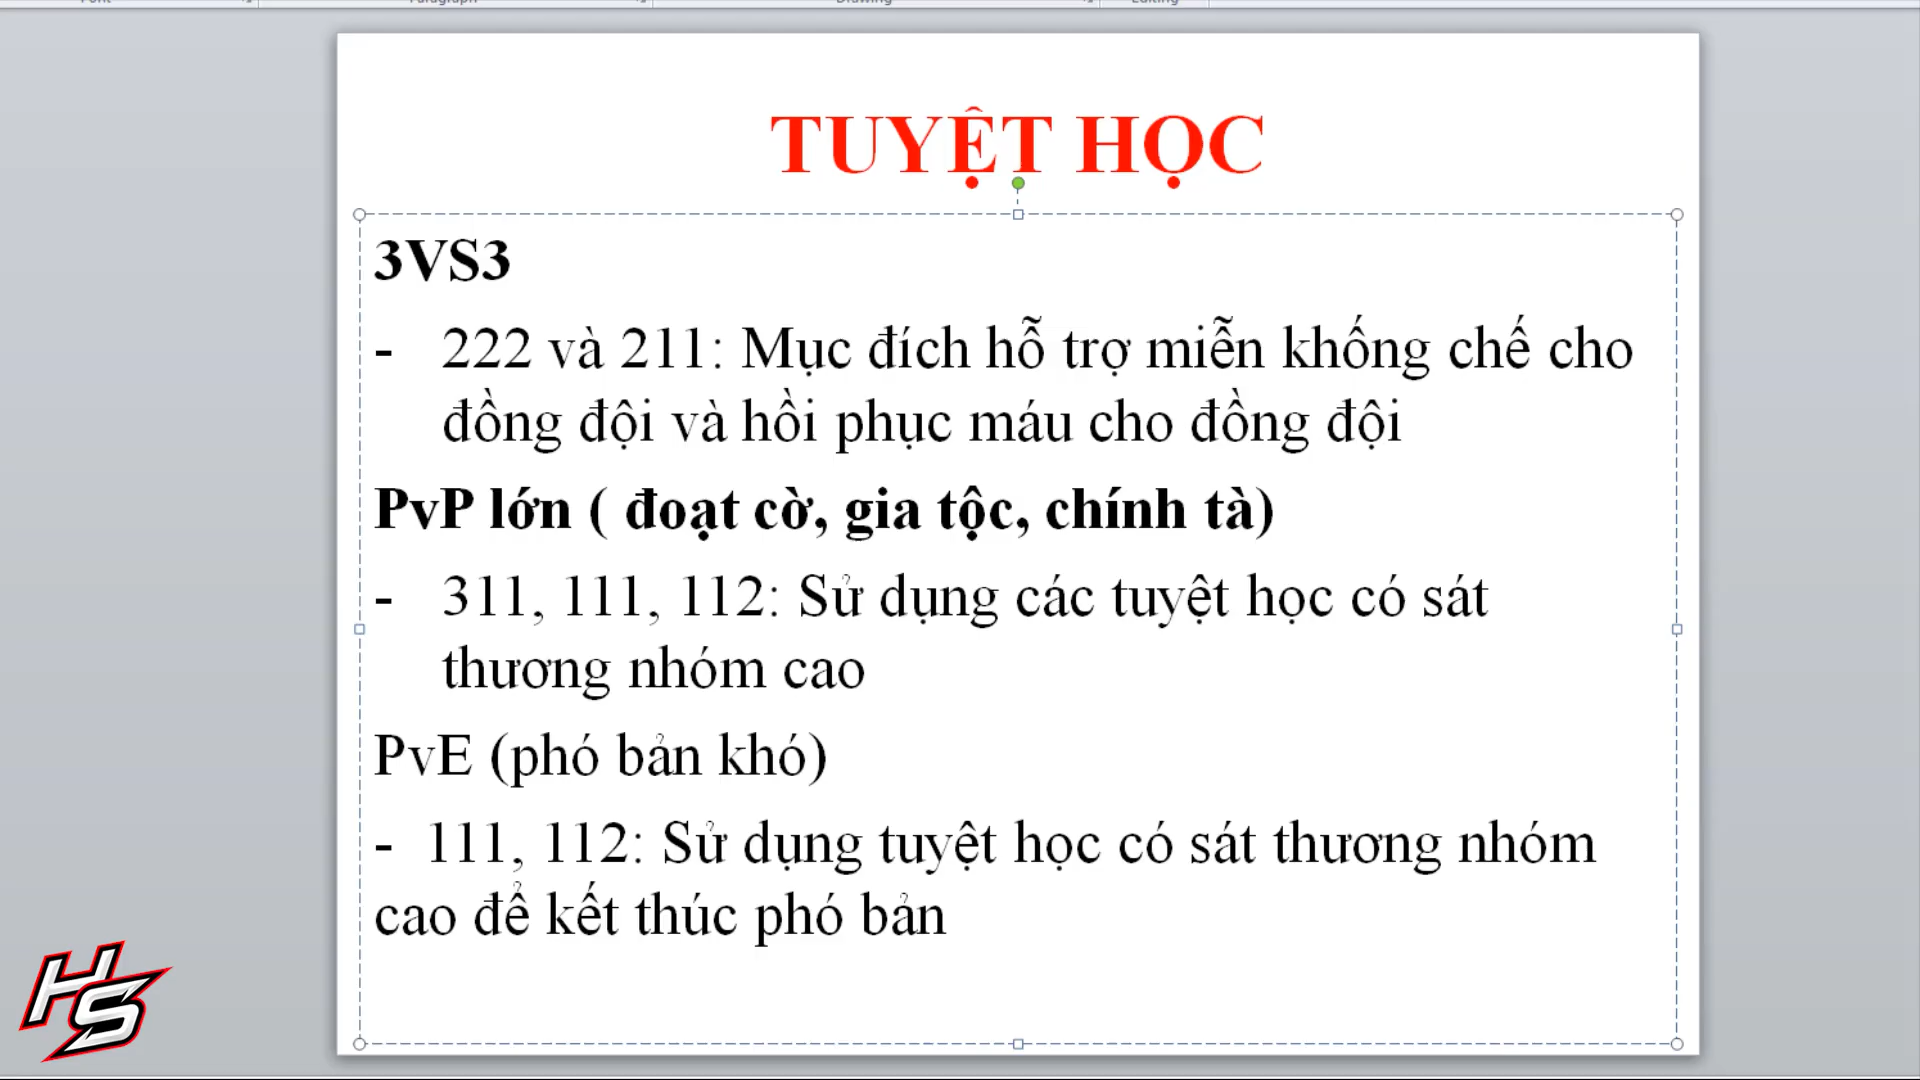 TUYỆT HỌC
3VS3
- 222 và 211: Mục đích hỗ trợ miễn khống chế cho
đồng đội và hồi phục máu cho đồng đội
PvP lớn ( đoạt cờ, gia tộc, chính tà)
- 311, 111, 112: Sử dụng các tuyệt học có sát
thương nhóm cao
PvE (phó bản khó)
- 111, 112: Sử dụng tuyệt học có sát thương nhóm
cao để kết thúc phó bản
HS